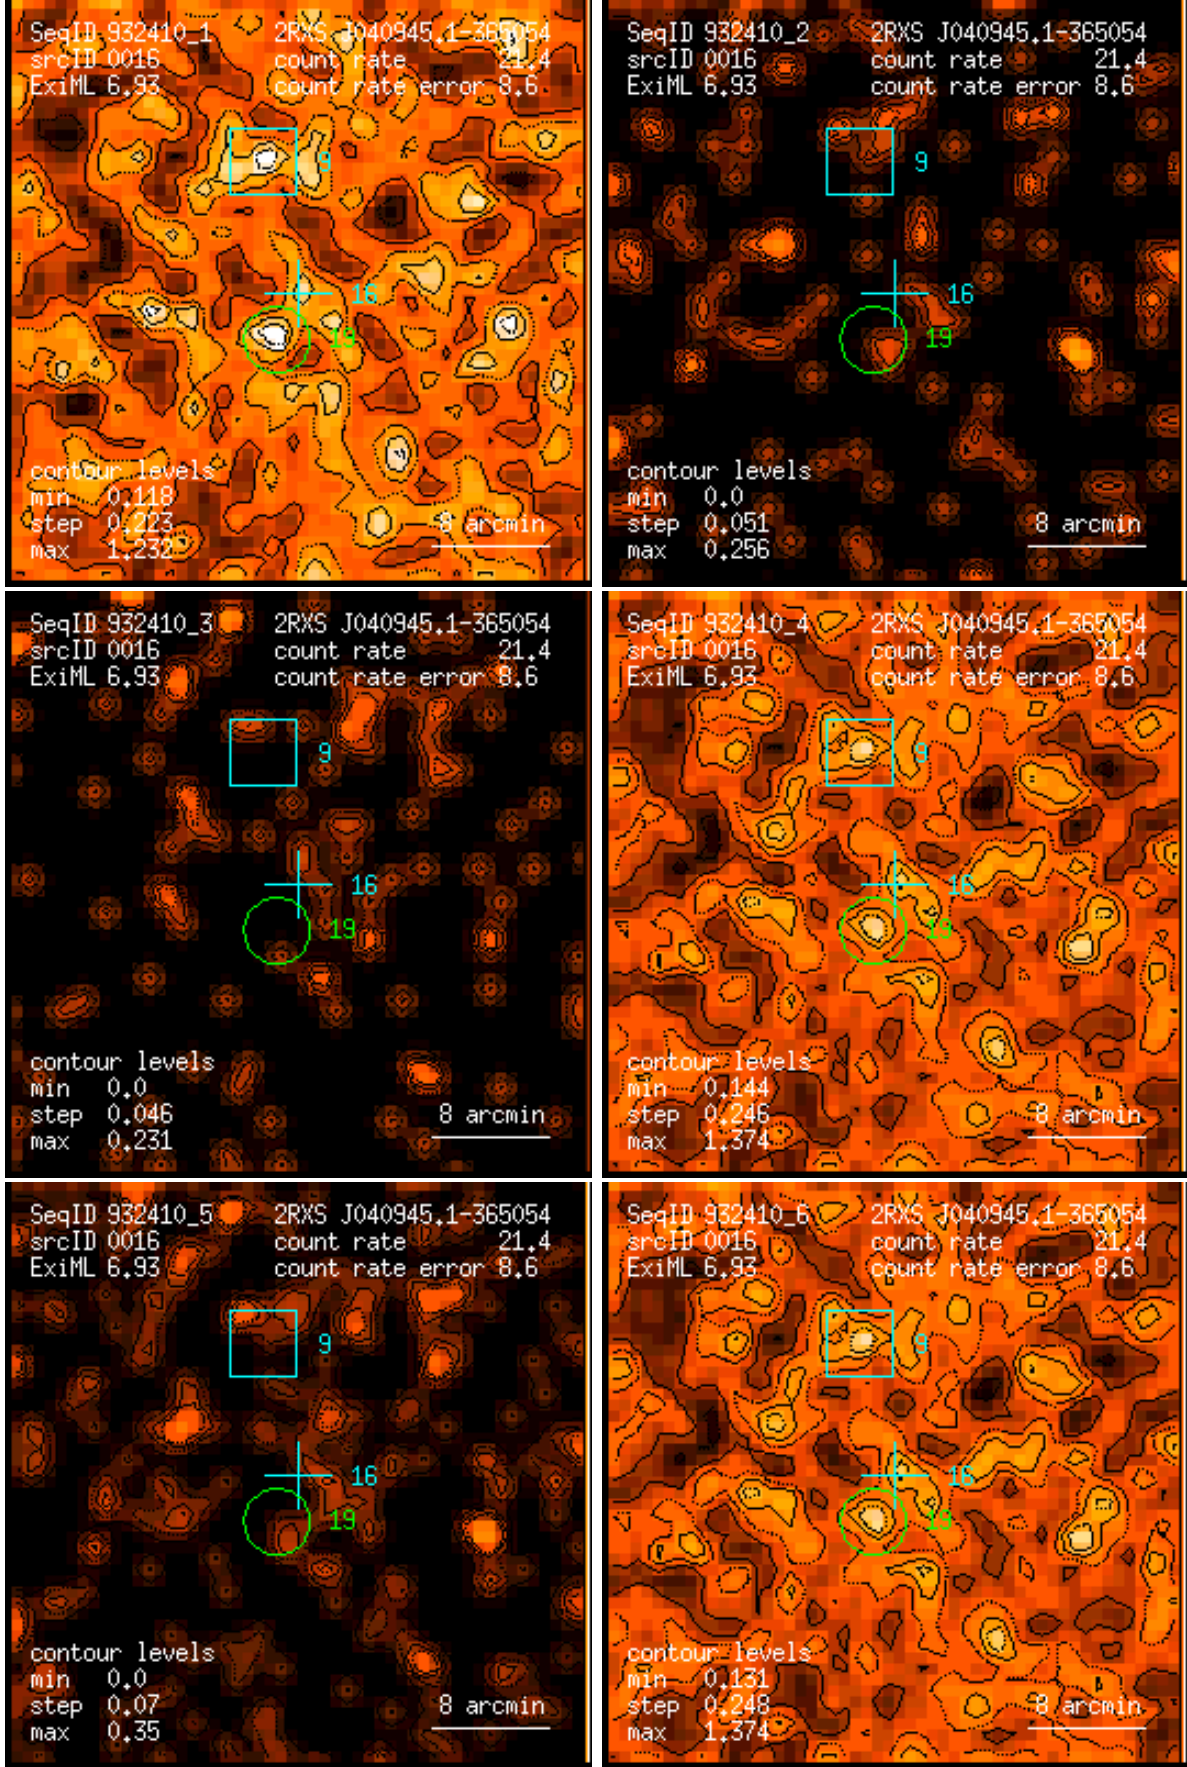 SeqID 932410_1 2RXS J040945.1-365054
srcID 0016 count rate 21.4
ExiML 6.93 count rate error 8.6
9
16
19
contour levels
min 0.118
step 0.223 8 arcmin
max 1.232
SeqID 932410_2 2RXS J040945.1-365054
srcID 0016 count rate 21.4
ExiML 6.93 count rate error 8.6
9
16
19
contour levels
min 0.0
step 0.051 8 arcmin
max 0.256
SeqID 932410_3 2RXS J040945.1-365054
srcID 0016 count rate 21.4
ExiML 6.93 count rate error 8.6
9
16
19
contour levels
min 0.0
step 0.046 8 arcmin
max 0.231
SeqID 932410_4 2RXS J040945.1-365054
srcID 0016 count rate 21.4
ExiML 6.93 count rate error 8.6
9
16
19
contour levels
min 0.144
step 0.246 8 arcmin
max 1.374
SeqID 932410_5 2RXS J040945.1-365054
srcID 0016 count rate 21.4
ExiML 6.93 count rate error 8.6
9
16
19
contour levels
min 0.0
step 0.07 8 arcmin
max 0.35
SeqID 932410_6 2RXS J040945.1-365054
srcID 0016 count rate 21.4
ExiML 6.93 count rate error 8.6
9
16
19
contour levels
min 0.131
step 0.248 8 arcmin
max 1.374